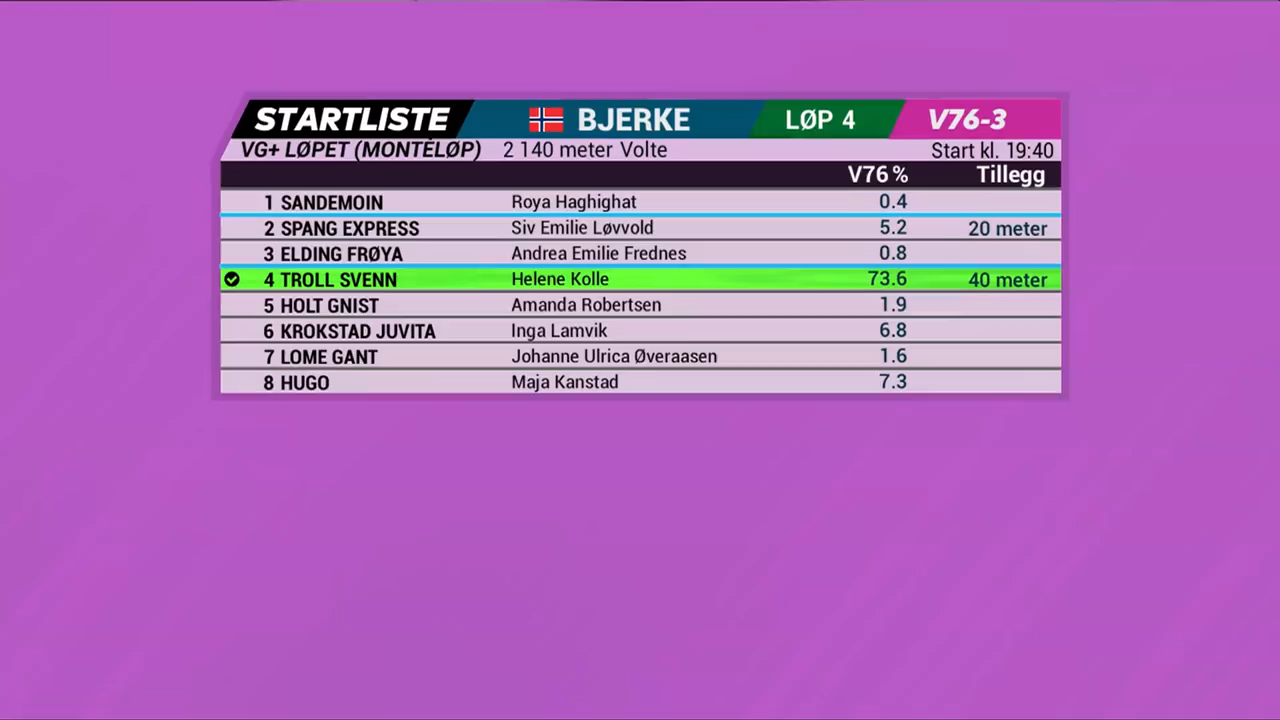 STARTLISTE BJERKE LØP 4 V76-3
VG+ LØPET (MONTÉLØP) 2 140 meter Volte Start kl. 19:40
V76 % Tillegg
1 SANDEMOIN Roya Haghighat 0.4
2 SPANG EXPRESS Siv Emilie Løvvold 5.2 20 meter
3 ELDING FRØYA Andrea Emilie Frednes 0.8
4 TROLL SVENN Helene Kolle 73.6 40 meter
5 HOLT GNIST Amanda Robertsen 1.9
6 KROKSTAD JUVITA Inga Lamvik 6.8
7 LOME GANT Johanne Ulrica Øveraasen 1.6
8 HUGO Maja Kanstad 7.3